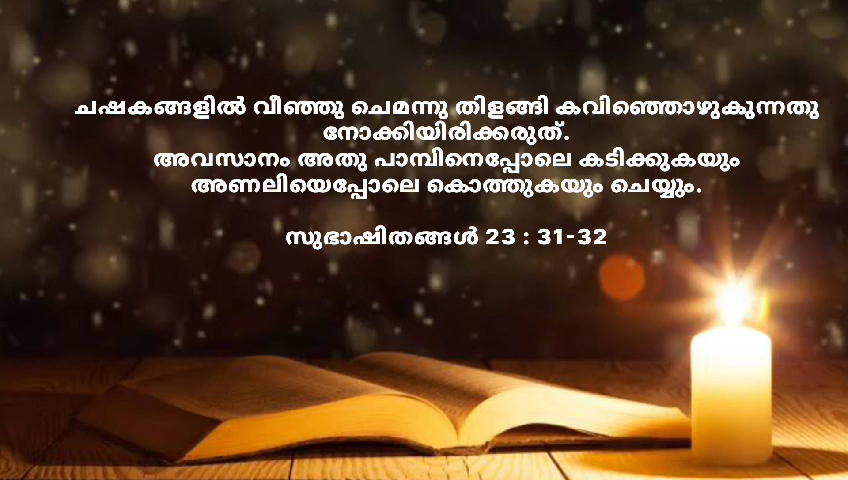 ചഷകങ്ങളിൽ വീഞ്ഞു ചെമന്നു തിളങ്ങി കവിഞ്ഞൊഴുകുന്നതു
നോക്കിയിരിക്കരുത്.
അവസാനം അതു പാമ്പിനെപ്പോലെ കടിക്കുകയും
അണലിയെപ്പോലെ കൊത്തുകയും ചെയ്യും.
സുഭാഷിതങ്ങൾ 23 : 31-32